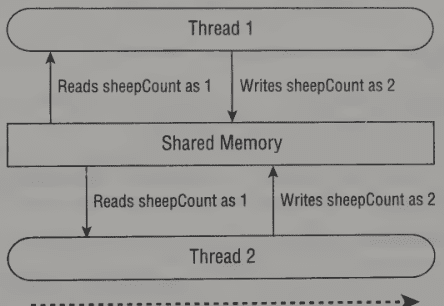 Thread 1
Reads sheepCount as 1
Writes sheepCount as 2
Shared Memory
Reads sheepCount as 1
Writes sheepCount as 2
Thread 2